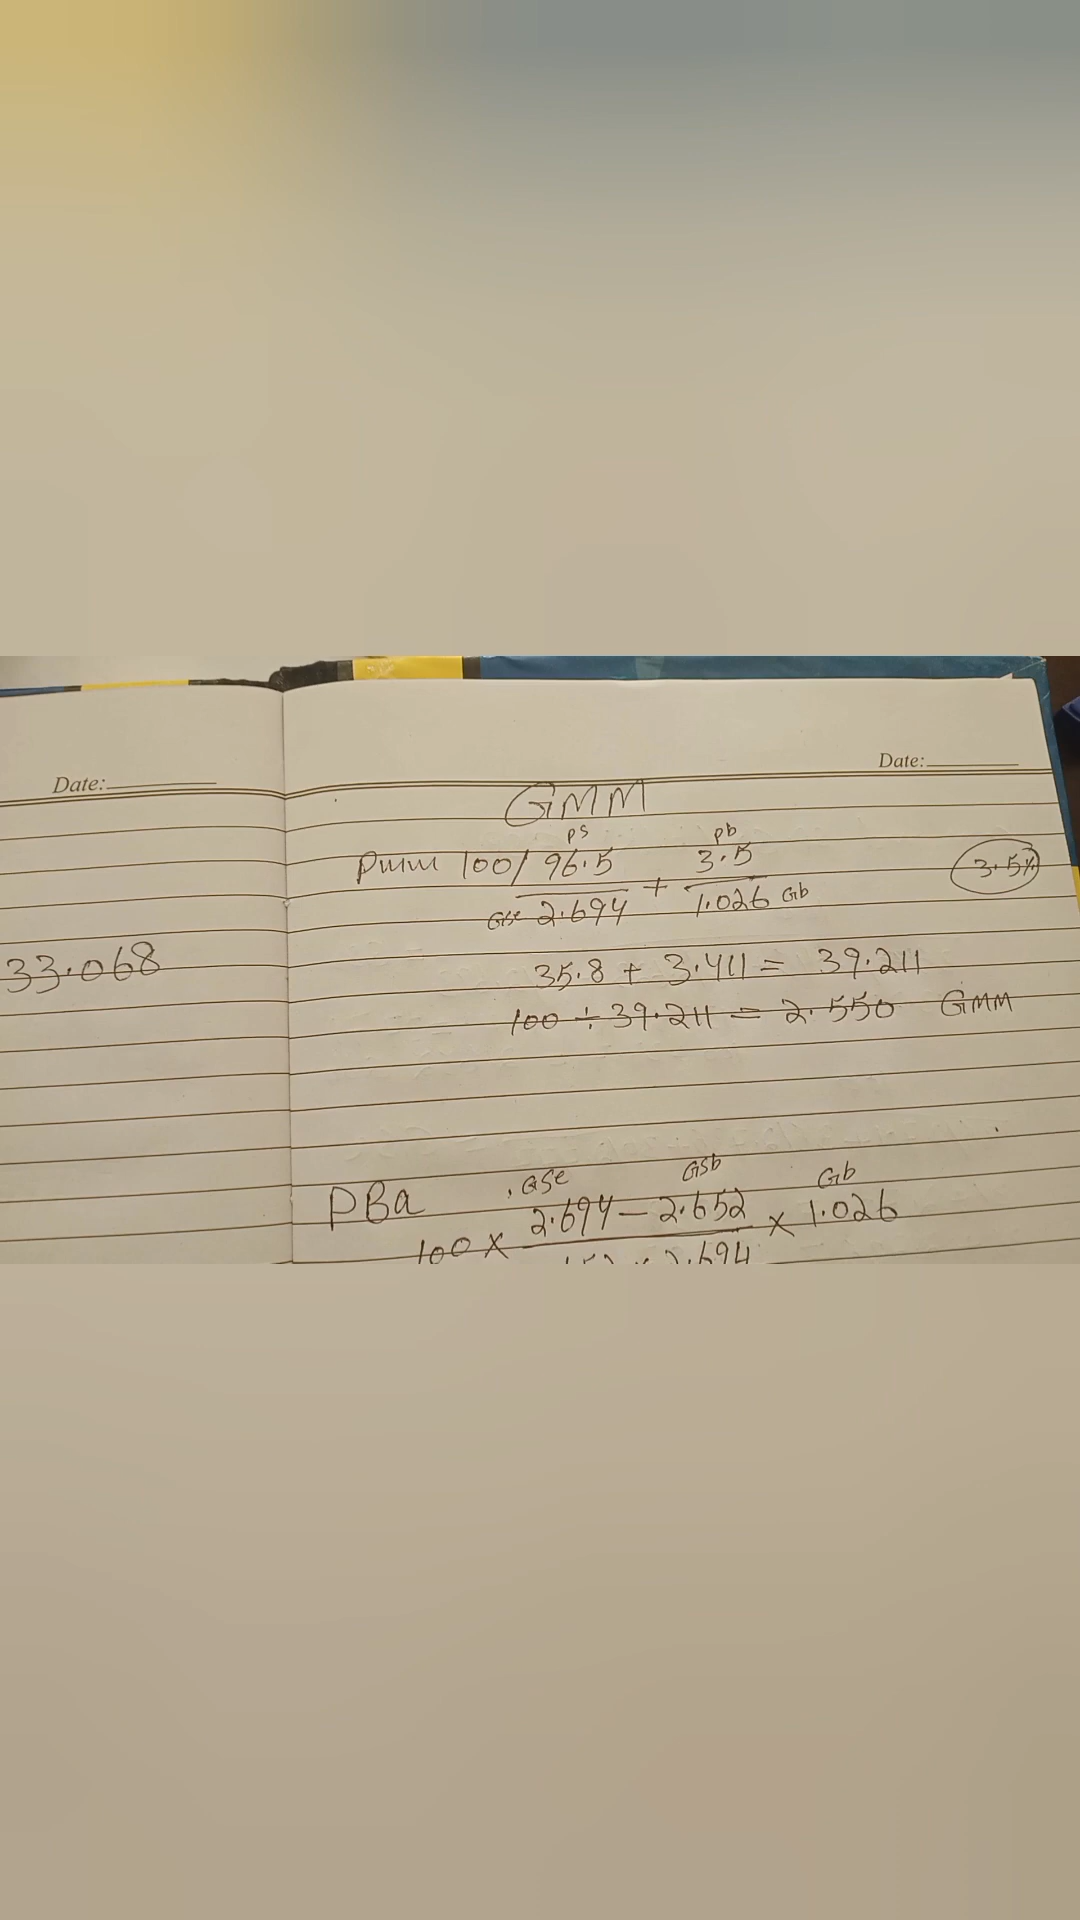 Date:
Date:
GMM
ps pb
Pmm 100/ 96.5 + 3.5
3.5%
Gse 2.694 1.026 Gb
33.068
35.8 + 3.411 = 39.211
100 ÷ 39.211 = 2.550 GMM
Gse Gsb Gb
PBa
100 × 2.694 - 2.652 × 1.026
2.694